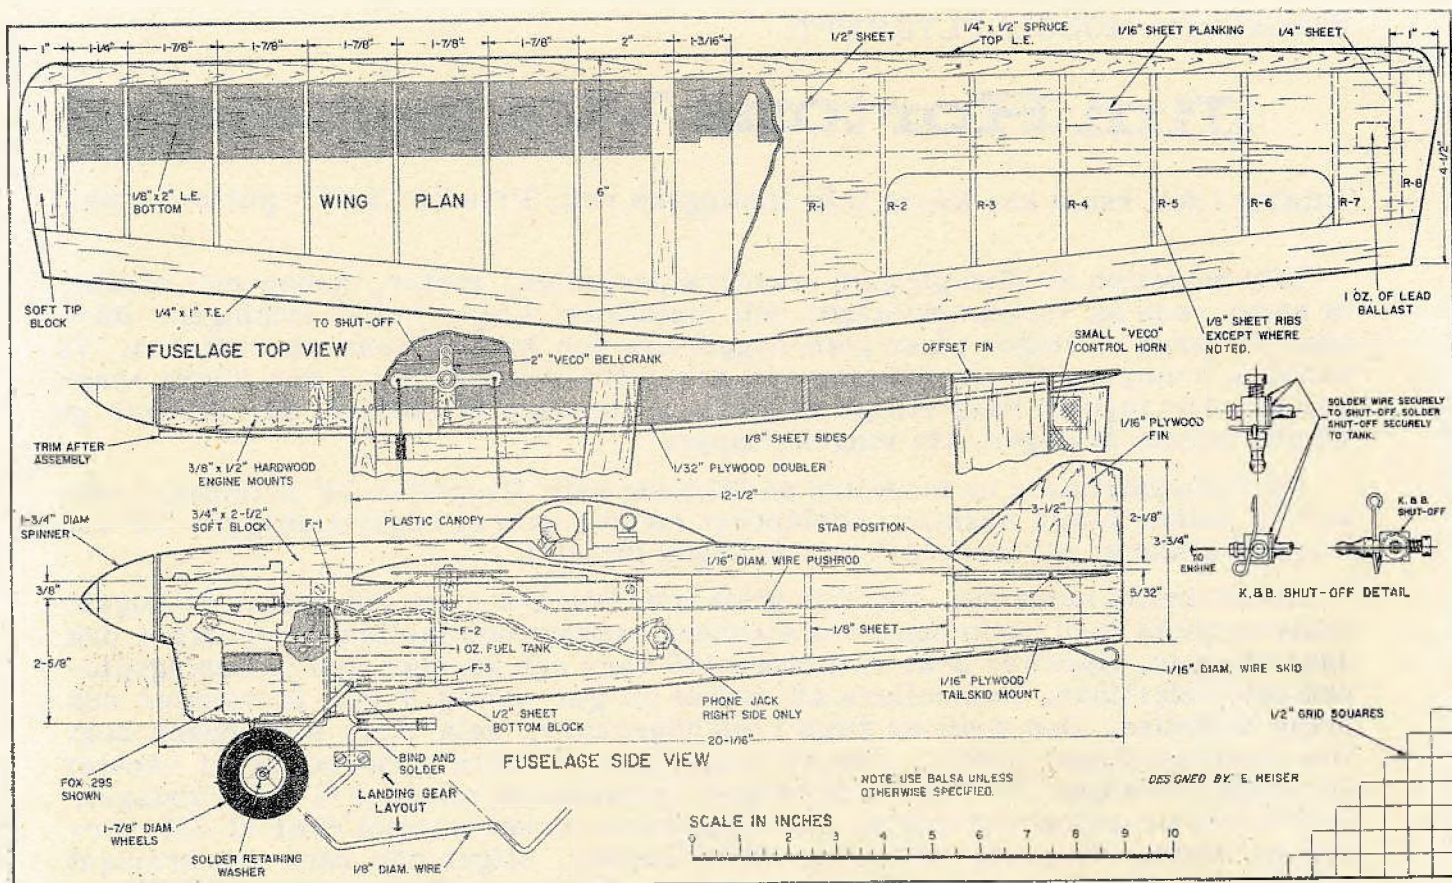 1"
1-1/4"
1-7/8"
1-7/8"
1-7/8"
1-7/8"
1-7/8"
2"
1-3/16"
1/2" SHEET
1/4" x 1/2" SPRUCE
TOP L.E.
1/16" SHEET PLANKING
1/4" SHEET
1"
1/8" x 2" L.E.
BOTTOM
WING PLAN
6"
R-1
R-2
R-3
R-4
R-5
R-6
R-7
R-8
4-1/2"
SOFT TIP
BLOCK
1/4" x 1" T.E.
1 OZ. OF LEAD
BALLAST
1/8" SHEET RIBS
EXCEPT WHERE
NOTED.
FUSELAGE TOP VIEW
TO SHUT-OFF
2" "VECO" BELLCRANK
OFFSET FIN
SMALL "VECO"
CONTROL HORN
TRIM AFTER
ASSEMBLY
3/8" x 1/2" HARDWOOD
ENGINE MOUNTS
1/32" PLYWOOD DOUBLER
1/8" SHEET SIDES
1/16" PLYWOOD
FIN
SOLDER WIRE SECURELY
TO SHUT-OFF. SOLDER
SHUT-OFF SECURELY
TO TANK.
12-1/2"
1-3/4" DIAM
SPINNER
3/4" x 2-1/2"
SOFT BLOCK
F-1
PLASTIC CANOPY
STAB POSITION
3-1/2"
2-1/8"
3-3/4"
K. & B.
SHUT-OFF
TO
ENGINE
1/16" DIAM. WIRE PUSHROD
3/8"
5/32"
K.&B. SHUT-OFF DETAIL
F-2
1 OZ. FUEL TANK
F-3
1/8" SHEET
2-5/8"
1/2" SHEET
BOTTOM BLOCK
PHONE JACK
RIGHT SIDE ONLY
1/16" PLYWOOD
TAILSKID MOUNT
1/16" DIAM. WIRE SKID
1/2" GRID SQUARES
20-1/16"
FOX 29S
SHOWN
BIND AND
SOLDER
FUSELAGE SIDE VIEW
LANDING GEAR
LAYOUT
NOTE: USE BALSA UNLESS
OTHERWISE SPECIFIED.
DESIGNED BY: E. HEISER
1-7/8" DIAM.
WHEELS
SOLDER RETAINING
WASHER
1/8" DIAM. WIRE
SCALE IN INCHES
0 1 2 3 4 5 6 7 8 9 10